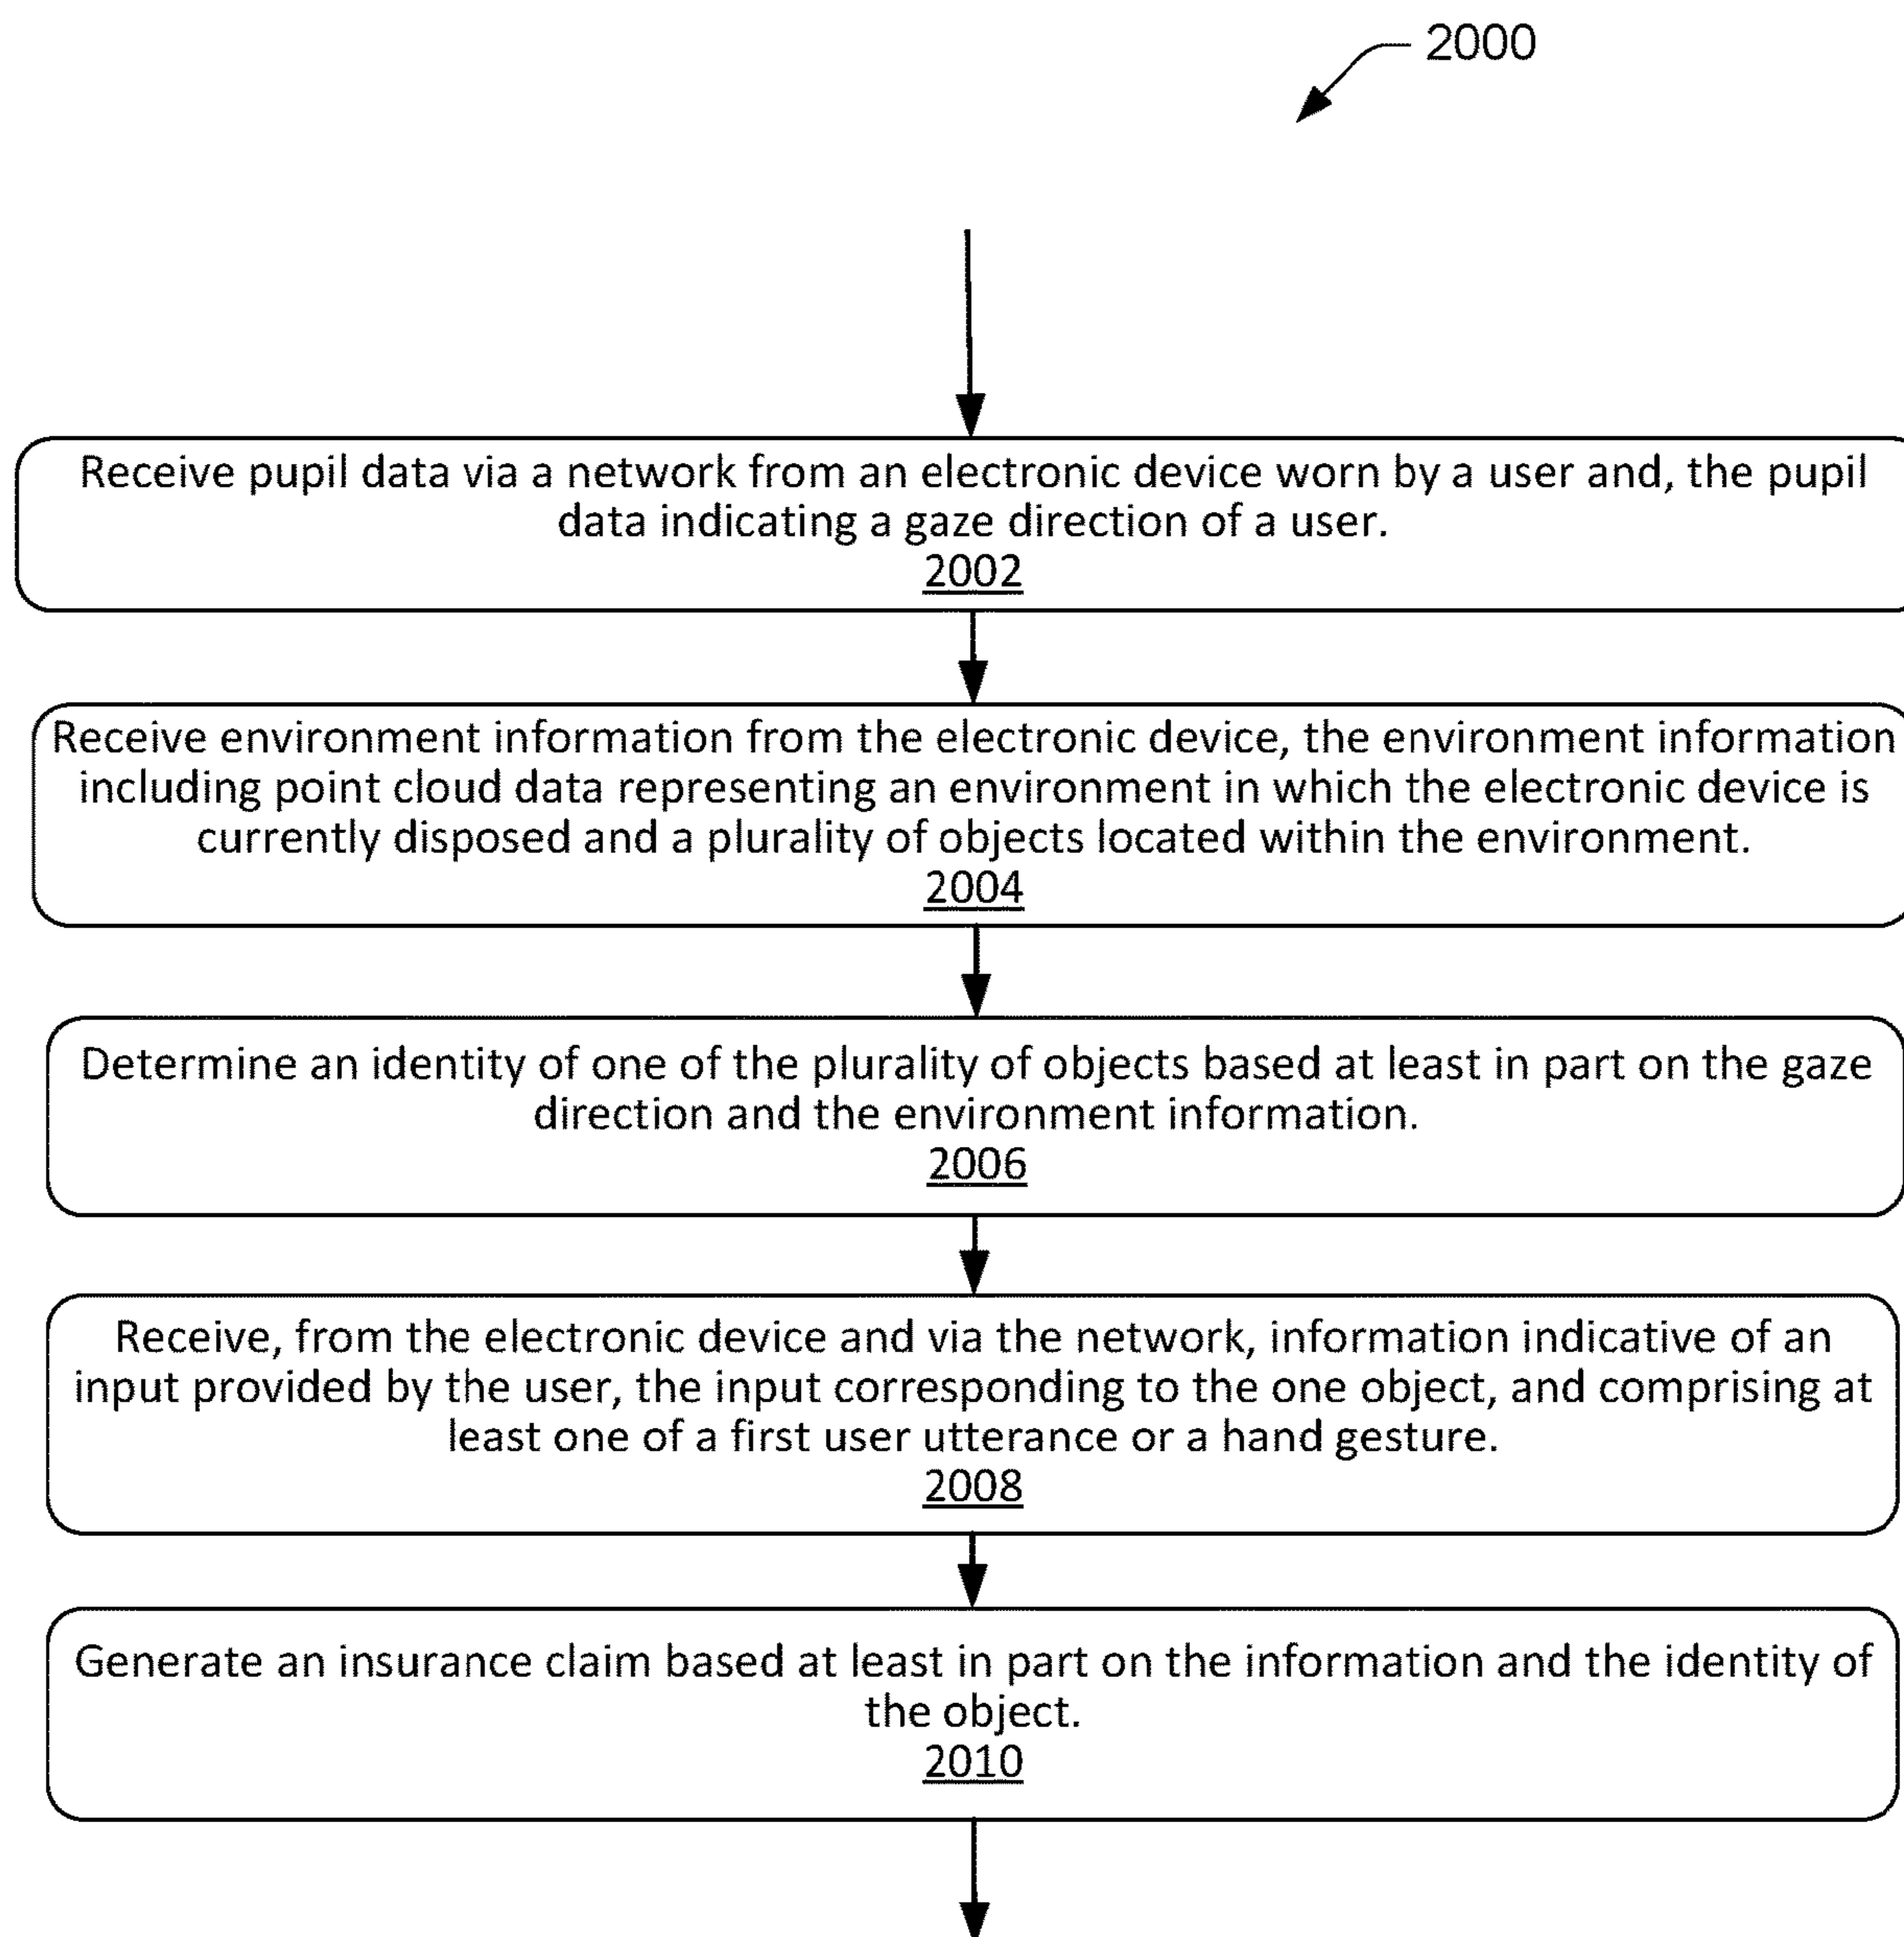 2000
Receive pupil data via a network from an electronic device worn by a user and, the pupil
data indicating a gaze direction of a user.
2002
Receive environment information from the electronic device, the environment information
including point cloud data representing an environment in which the electronic device is
currently disposed and a plurality of objects located within the environment.
2004
Determine an identity of one of the plurality of objects based at least in part on the gaze
direction and the environment information.
2006
Receive, from the electronic device and via the network, information indicative of an
input provided by the user, the input corresponding to the one object, and comprising at
least one of a first user utterance or a hand gesture.
2008
Generate an insurance claim based at least in part on the information and the identity of
the object.
2010